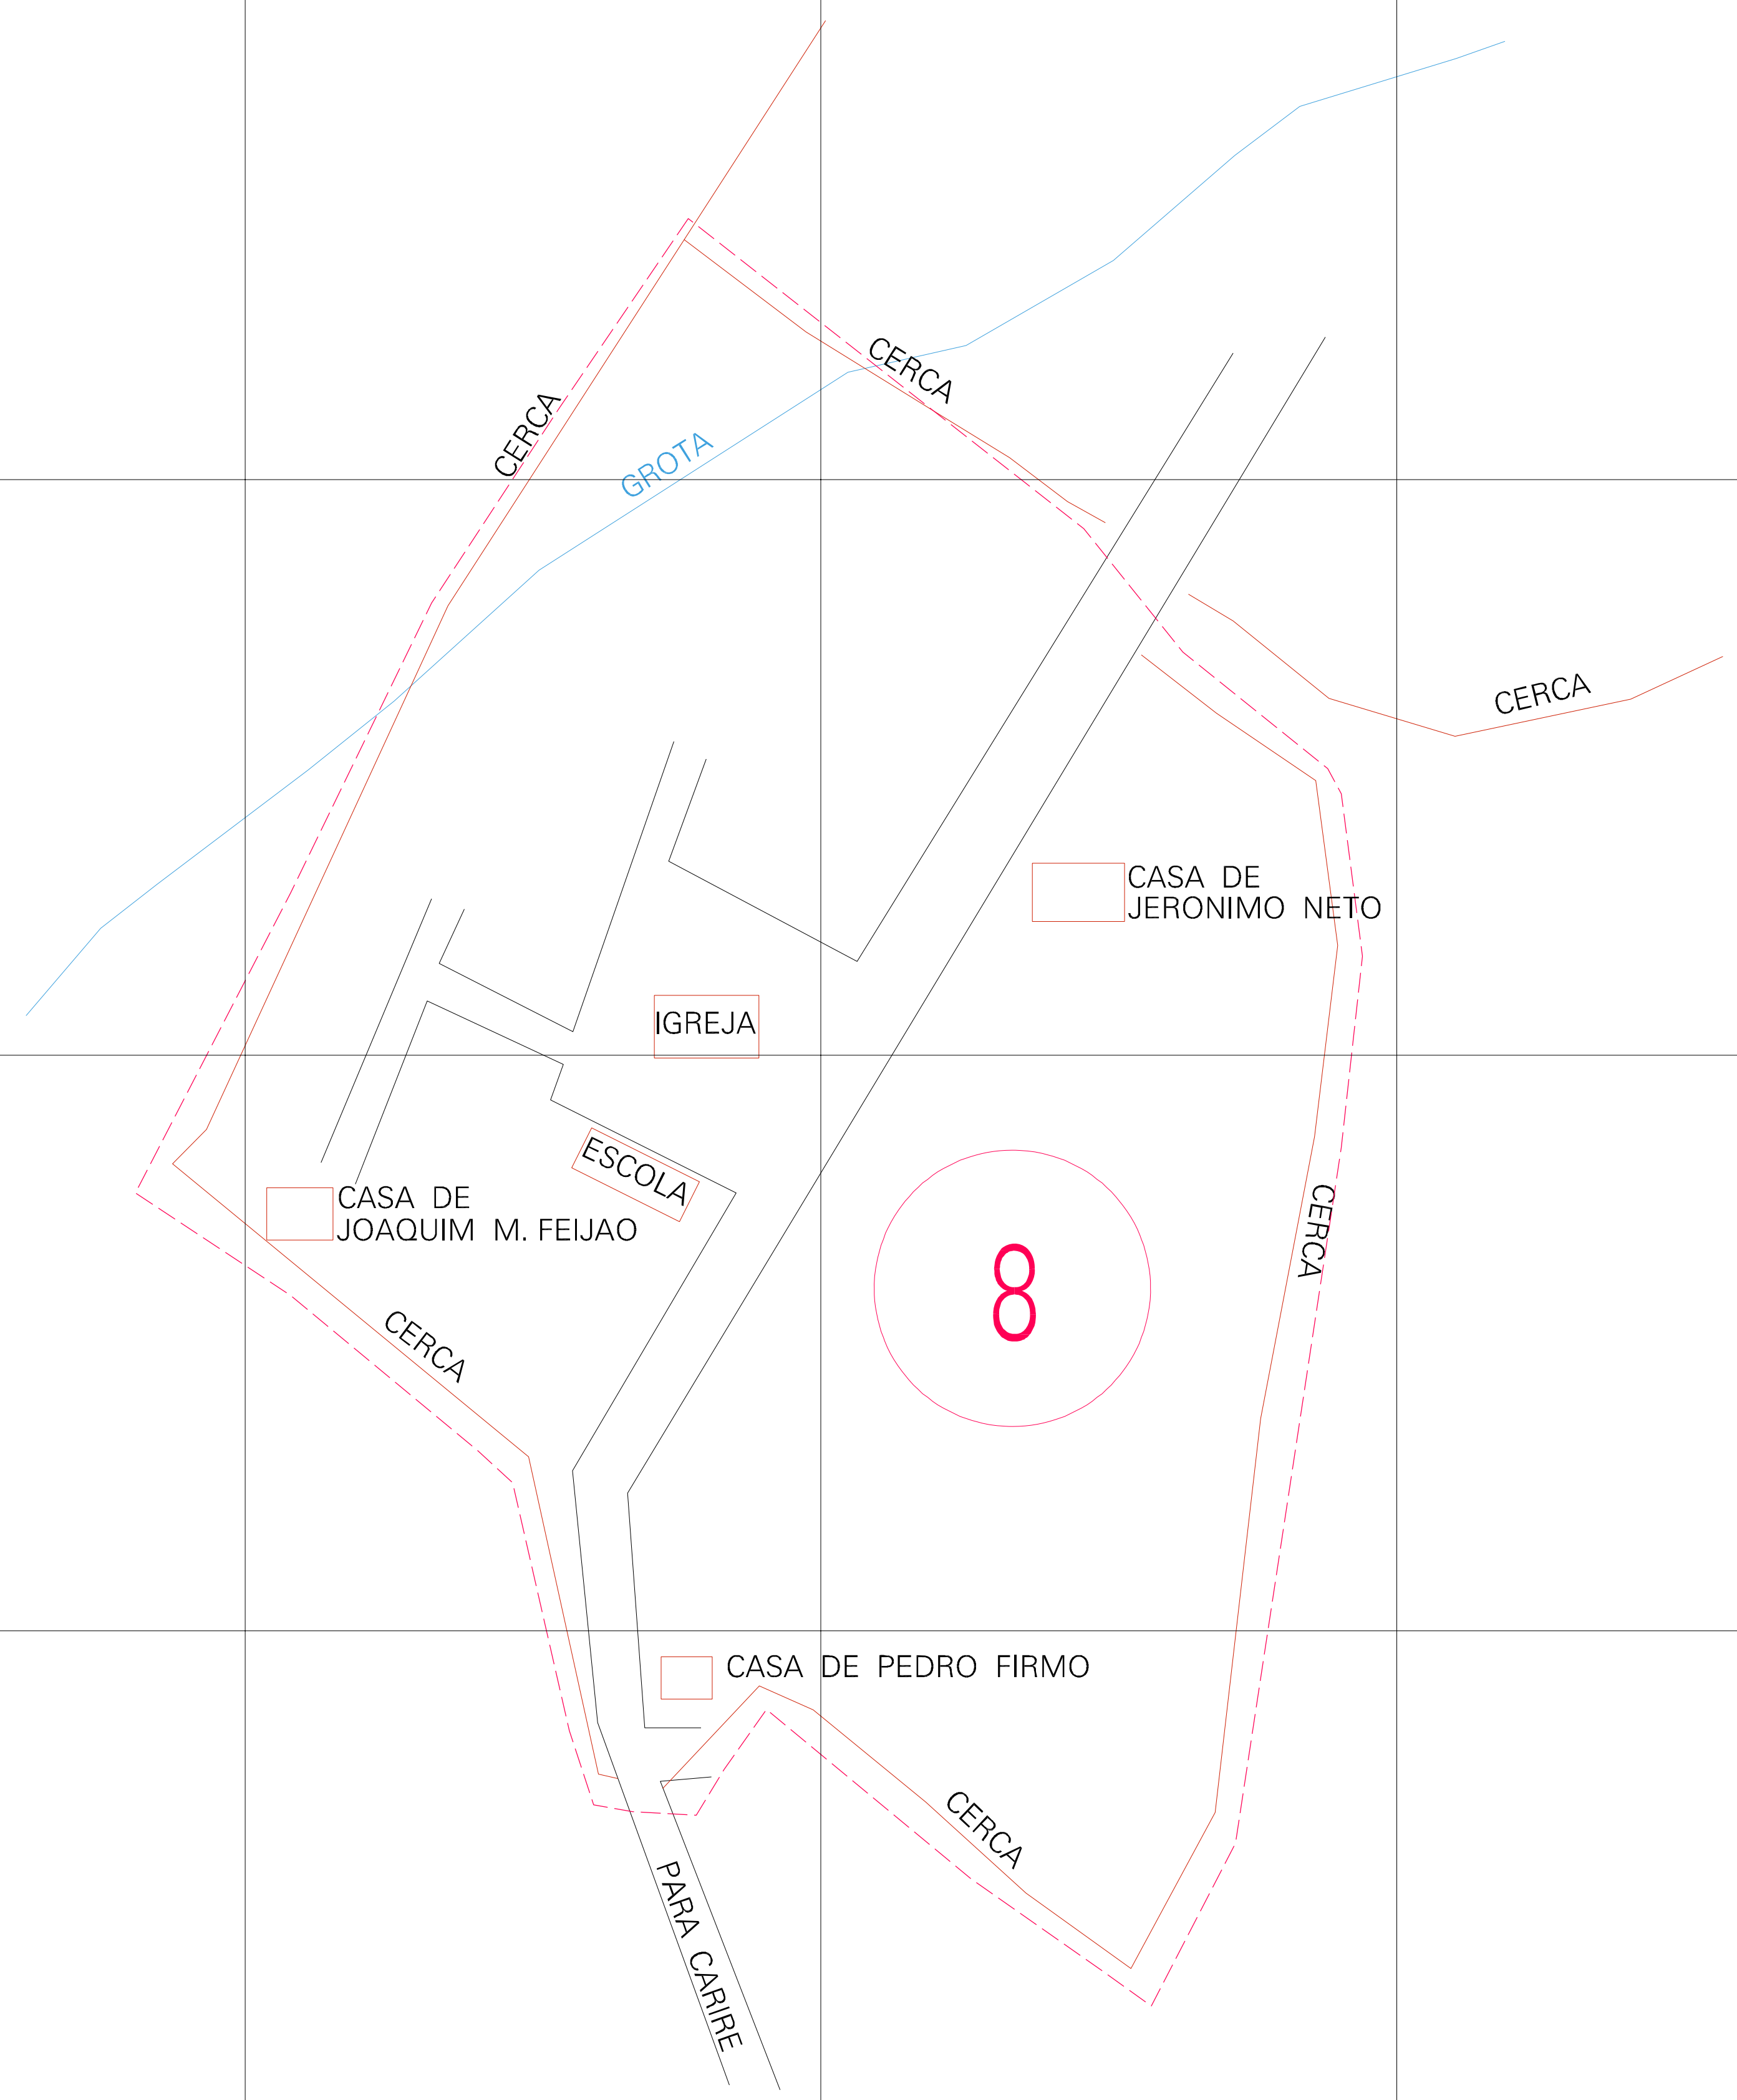 CERCA
CERCA
GROTA
CERCA
CASA DE
JERONIMO NETO
IGREJA
ESCOLA
CASA DE
JOAQUIM M. FEIJAO
CERCA
8
CERCA
CASA DE PEDRO FIRMO
CERCA
PARA CARIRE